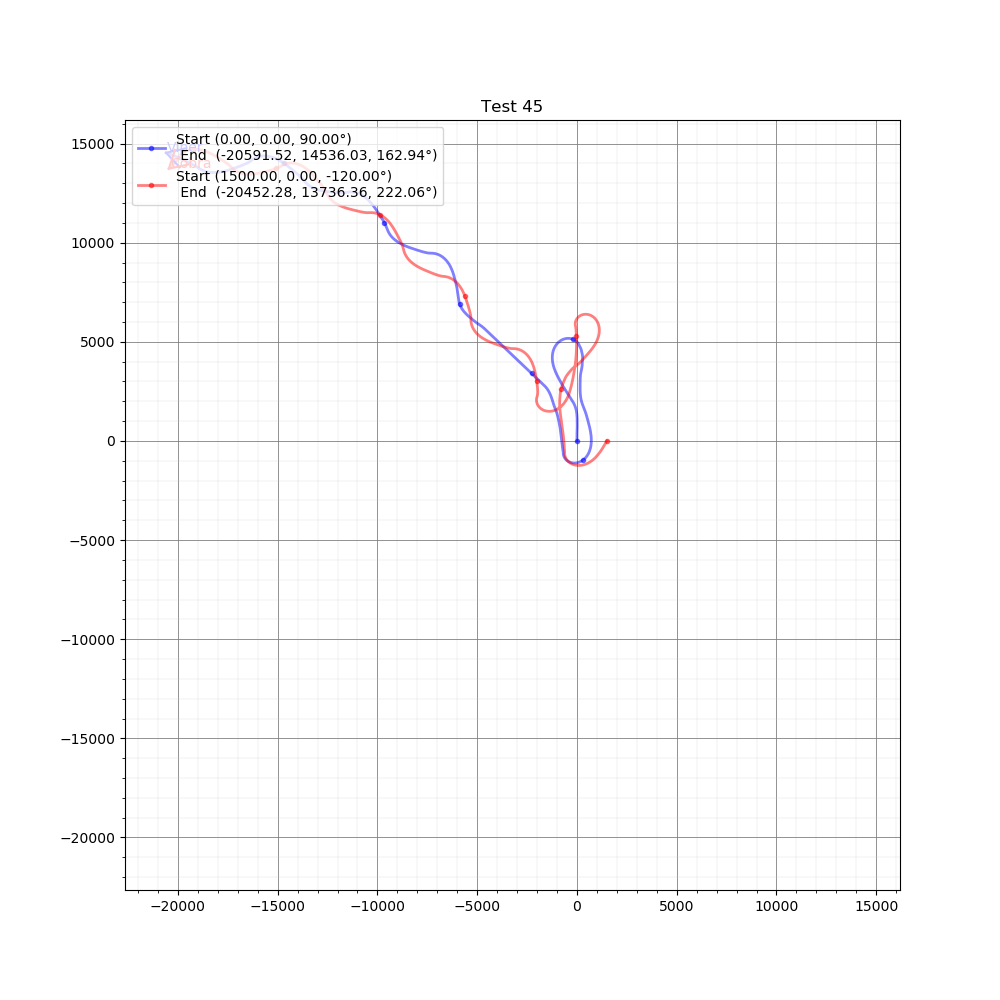 Test 45
Start (0.00, 0.00, 90.00°)
End (-20591.52, 14536.03, 162.94°)
Start (1500.00, 0.00, -120.00°)
End (-20452.28, 13736.36, 222.06°)
15000
10000
5000
0
−5000
−10000
−15000
−20000
−20000 −15000 −10000 −5000 0 5000 10000 15000